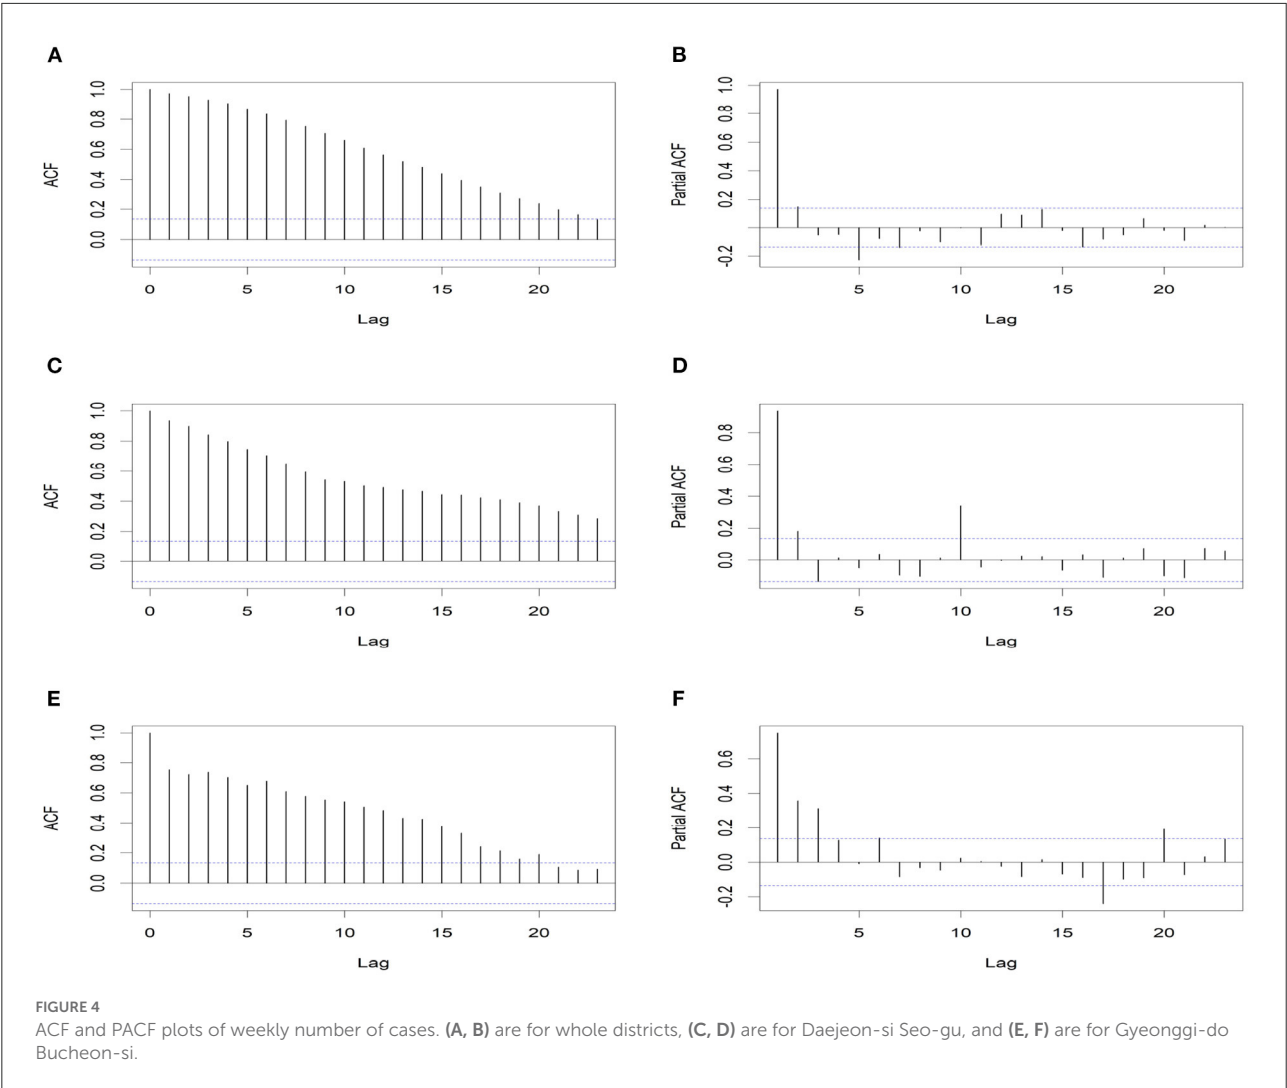 A
B
ACF
0.0 0.2 0.4 0.6 0.8 1.0
0 5 10 15 20
Lag
Partial ACF
-0.2 0.2 0.4 0.6 0.8 1.0
5 10 15 20
Lag
C
D
ACF
0.0 0.2 0.4 0.6 0.8 1.0
0 5 10 15 20
Lag
Partial ACF
0.0 0.2 0.4 0.6 0.8
5 10 15 20
Lag
E
F
ACF
0.0 0.2 0.4 0.6 0.8 1.0
0 5 10 15 20
Lag
Partial ACF
-0.2 0.0 0.2 0.4 0.6
5 10 15 20
Lag
FIGURE 4
ACF and PACF plots of weekly number of cases. (A, B) are for whole districts, (C, D) are for Daejeon-si Seo-gu, and (E, F) are for Gyeonggi-do
Bucheon-si.